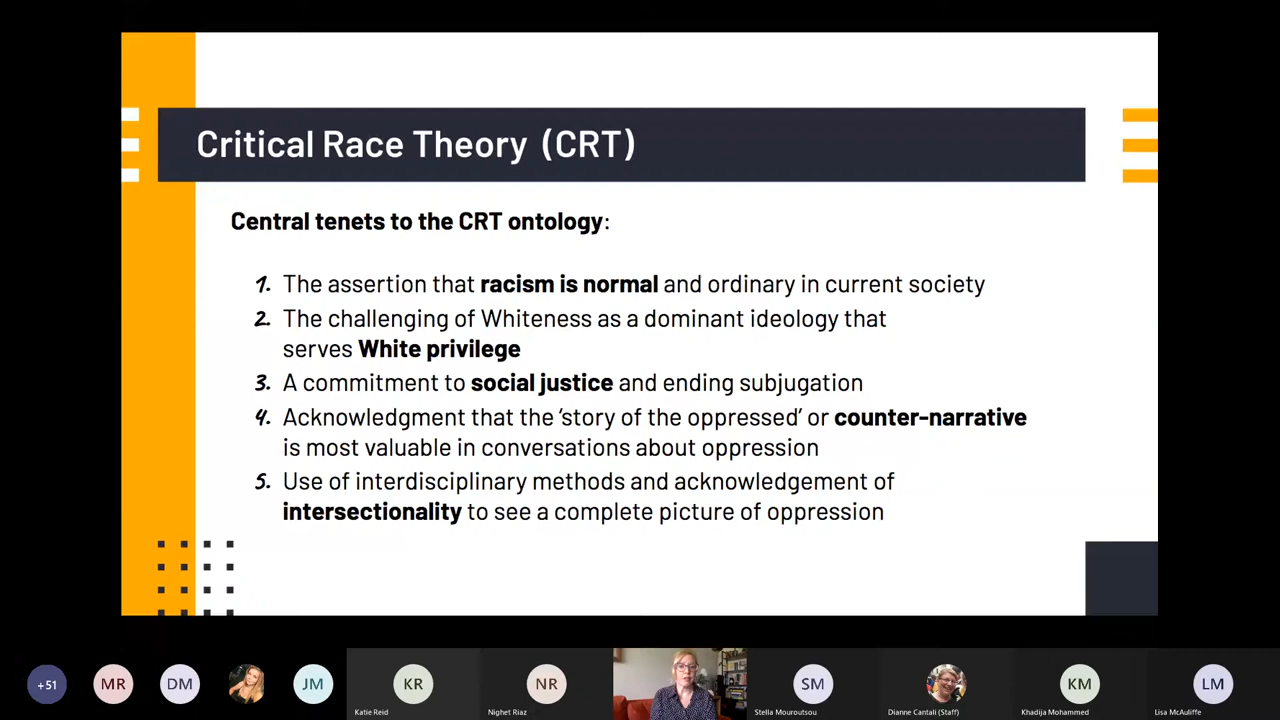 Critical Race Theory (CRT)
Central tenets to the CRT ontology:
1. The assertion that racism is normal and ordinary in current society
2. The challenging of Whiteness as a dominant ideology that
serves White privilege
3. A commitment to social justice and ending subjugation
4. Acknowledgment that the ‘story of the oppressed’ or counter-narrative
is most valuable in conversations about oppression
5. Use of interdisciplinary methods and acknowledgement of
intersectionality to see a complete picture of oppression
+51 MR DM JM KR NR SM KM LM
Katie Reid Nighet Riaz Stella Mouroutsou Dianne Cantali (Staff) Khadija Mohammed Lisa McAuliffe